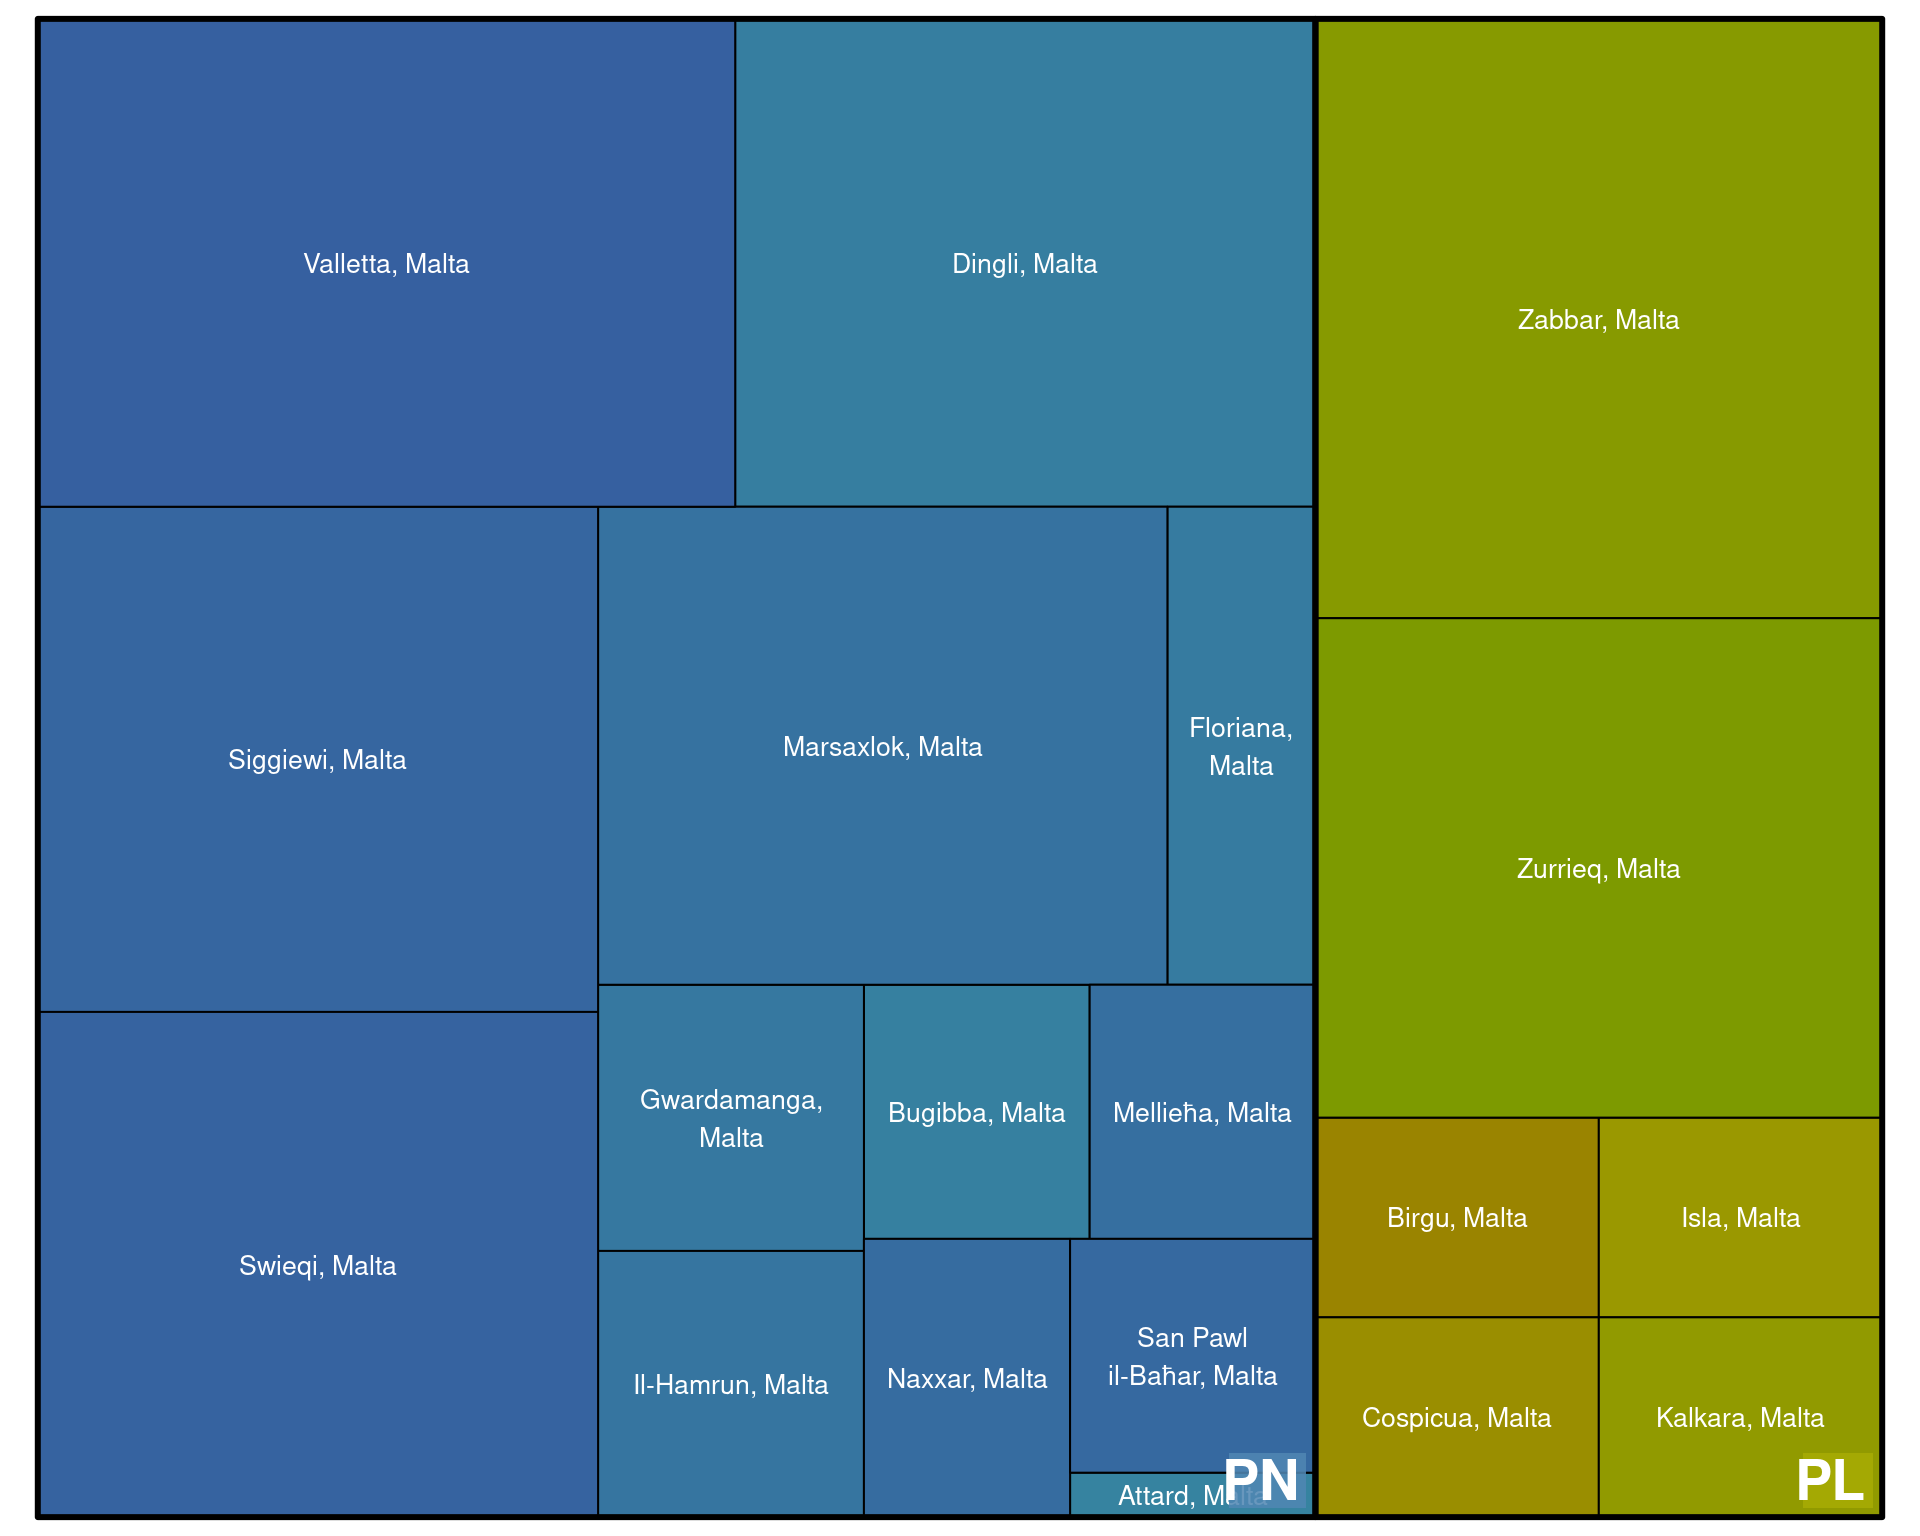 Valletta, Malta
Dingli, Malta
Zabbar, Malta
Siggiewi, Malta
Marsaxlok, Malta
Floriana,
Malta
Zurrieq, Malta
Gwardamanga,
Malta
Bugibba, Malta
Mellieħa, Malta
Birgu, Malta
Isla, Malta
Swieqi, Malta
Il-Hamrun, Malta
Naxxar, Malta
San Pawl
il-Baħar, Malta
Cospicua, Malta
Kalkara, Malta
Attard, Malta
PN
PL